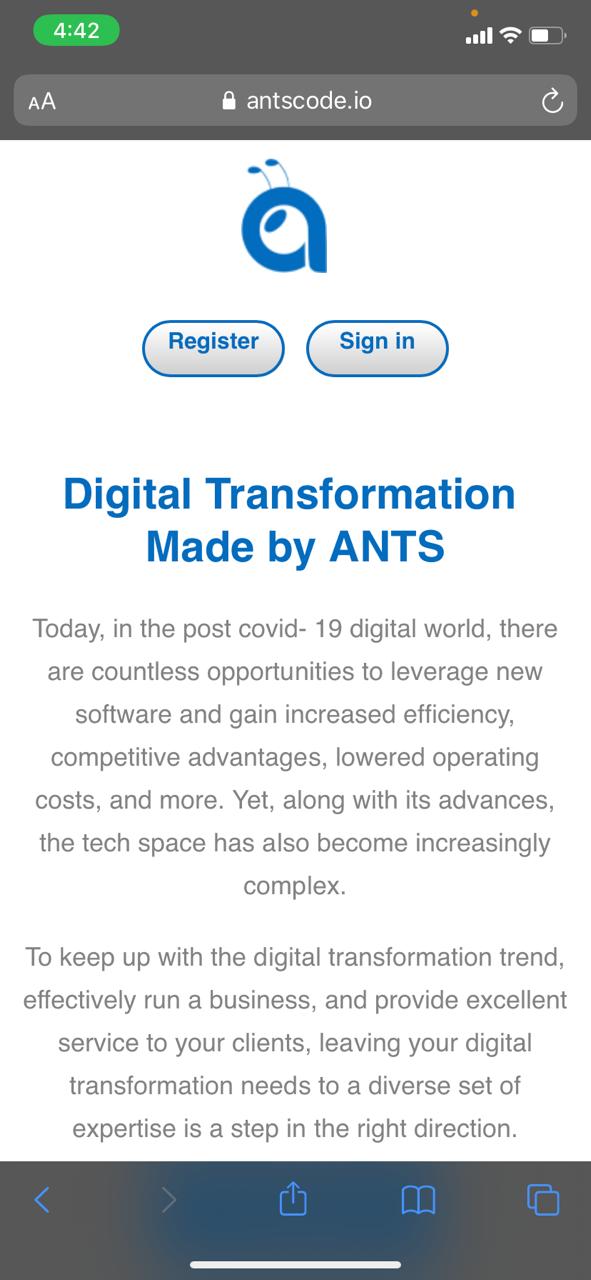 4:42
AA antscode.io
Register Sign in
Digital Transformation
Made by ANTS
Today, in the post covid- 19 digital world, there
are countless opportunities to leverage new
software and gain increased efficiency,
competitive advantages, lowered operating
costs, and more. Yet, along with its advances,
the tech space has also become increasingly
complex.
To keep up with the digital transformation trend,
effectively run a business, and provide excellent
service to your clients, leaving your digital
transformation needs to a diverse set of
expertise is a step in the right direction.